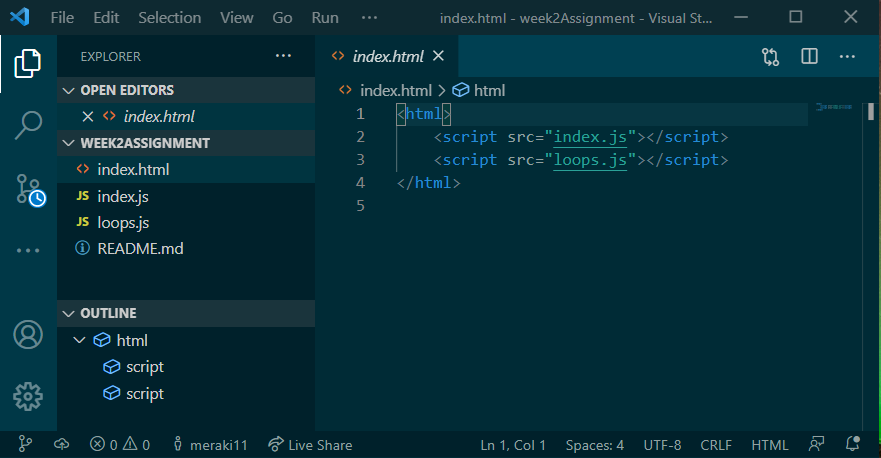 File Edit Selection View Go Run ··· index.html - week2Assignment - Visual St...
EXPLORER ···
OPEN EDITORS
index.html
WEEK2ASSIGNMENT
index.html
JS index.js
JS loops.js
README.md
OUTLINE
html
script
script
index.html
index.html > html
1 <html>
2 <script src="index.js"></script>
3 <script src="loops.js"></script>
4 </html>
5
0 0 meraki11 Live Share Ln 1, Col 1 Spaces: 4 UTF-8 CRLF HTML